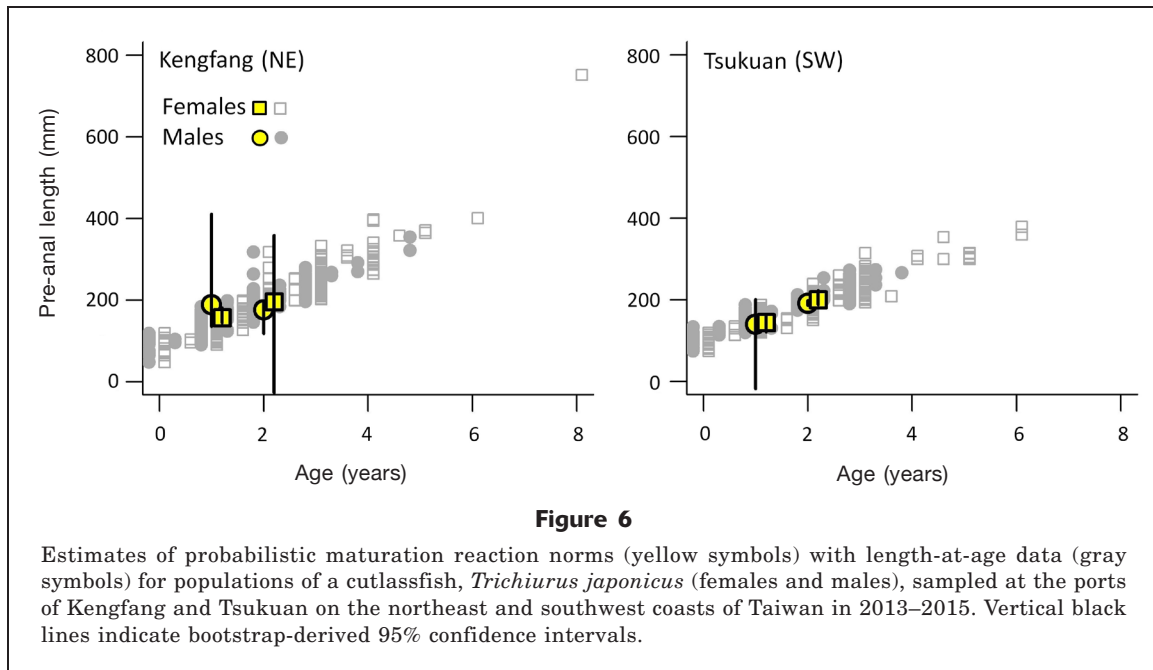 Kengfang (NE)
Females
Males
Pre-anal length (mm)
800
600
400
200
0
0 2 4 6 8
Age (years)
Tsukuan (SW)
800
600
400
200
0
0 2 4 6 8
Age (years)
Figure 6
Estimates of probabilistic maturation reaction norms (yellow symbols) with length-at-age data (gray
symbols) for populations of a cutlassfish, Trichiurus japonicus (females and males), sampled at the ports
of Kengfang and Tsukuan on the northeast and southwest coasts of Taiwan in 2013–2015. Vertical black
lines indicate bootstrap-derived 95% confidence intervals.